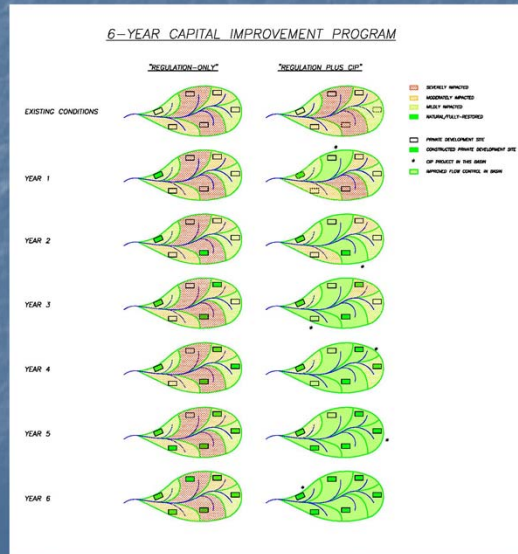 6-YEAR CAPITAL IMPROVEMENT PROGRAM
"REGULATION-ONLY" "REGULATION PLUS CIP"
EXISTING CONDITIONS
SEVERELY IMPACTED
MODERATELY IMPACTED
MILDLY IMPACTED
NATURAL/FULLY-RESTORED
PRIVATE DEVELOPMENT SITE
CONSTRUCTED PRIVATE DEVELOPMENT SITE
* CIP PROJECT IN THIS BASIN
IMPROVED FLOW CONTROL IN BASIN
YEAR 1
YEAR 2
YEAR 3
YEAR 4
YEAR 5
YEAR 6